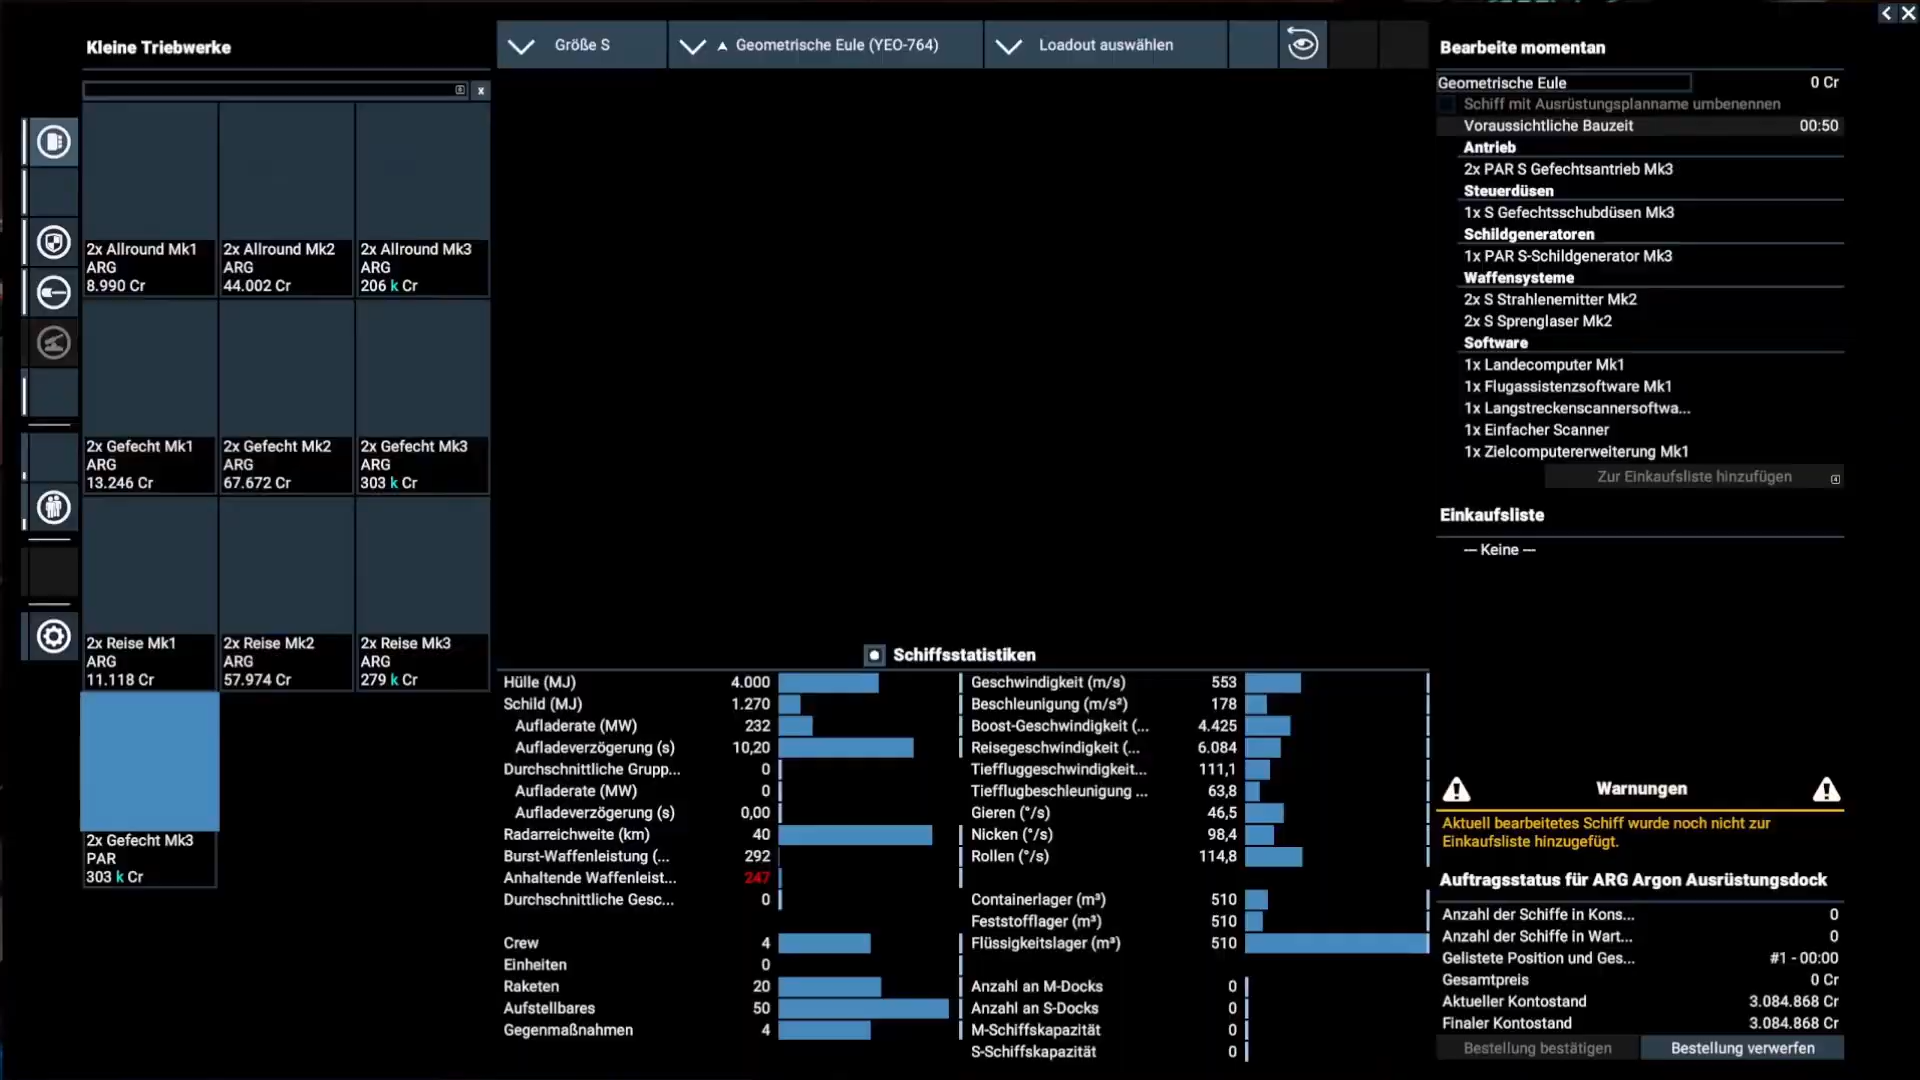 Kleine Triebwerke
x
2x Allround Mk1
ARG
8.990 Cr
2x Allround Mk2
ARG
44.002 Cr
2x Allround Mk3
ARG
206 k Cr
2x Gefecht Mk1
ARG
13.246 Cr
2x Gefecht Mk2
ARG
67.672 Cr
2x Gefecht Mk3
ARG
303 k Cr
2x Reise Mk1
ARG
11.118 Cr
2x Reise Mk2
ARG
57.974 Cr
2x Reise Mk3
ARG
279 k Cr
2x Gefecht Mk3
PAR
303 k Cr
Größe S
Geometrische Eule (YEO-764)
Loadout auswählen
Schiffsstatistiken
Hülle (MJ) 4.000
Schild (MJ) 1.270
Aufladerate (MW) 232
Aufladeverzögerung (s) 10,20
Durchschnittliche Grupp... 0
Aufladerate (MW) 0
Aufladeverzögerung (s) 0,00
Radarreichweite (km) 40
Burst-Waffenleistung (... 292
Anhaltende Waffenleist... 247
Durchschnittliche Gesc... 0
Crew 4
Einheiten 0
Raketen 20
Aufstellbares 50
Gegenmaßnahmen 4
Geschwindigkeit (m/s) 553
Beschleunigung (m/s²) 178
Boost-Geschwindigkeit (... 4.425
Reisegeschwindigkeit (... 6.084
Tieffluggeschwindigkeit... 111,1
Tiefflugbeschleunigung ... 63,8
Gieren (°/s) 46,5
Nicken (°/s) 98,4
Rollen (°/s) 114,8
Containerlager (m³) 510
Feststofflager (m³) 510
Flüssigkeitslager (m³) 510
Anzahl an M-Docks 0
Anzahl an S-Docks 0
M-Schiffskapazität 0
S-Schiffskapazität 0
Bearbeite momentan
Geometrische Eule 0 Cr
Schiff mit Ausrüstungsplanname umbenennen
Voraussichtliche Bauzeit 00:50
Antrieb
2x PAR S Gefechtsantrieb Mk3
Steuerdüsen
1x S Gefechtsschubdüsen Mk3
Schildgeneratoren
1x PAR S-Schildgenerator Mk3
Waffensysteme
2x S Strahlenemitter Mk2
2x S Sprenglaser Mk2
Software
1x Landecomputer Mk1
1x Flugassistenzsoftware Mk1
1x Langstreckenscannersoftwa...
1x Einfacher Scanner
1x Zielcomputererweiterung Mk1
Zur Einkaufsliste hinzufügen
Einkaufsliste
--- Keine ---
Warnungen
Aktuell bearbeitetes Schiff wurde noch nicht zur
Einkaufsliste hinzugefügt.
Auftragsstatus für ARG Argon Ausrüstungsdock
Anzahl der Schiffe in Kons... 0
Anzahl der Schiffe in Wart... 0
Gelistete Position und Ges... #1 - 00:00
Gesamtpreis 0 Cr
Aktueller Kontostand 3.084.868 Cr
Finaler Kontostand 3.084.868 Cr
Bestellung bestätigen
Bestellung verwerfen